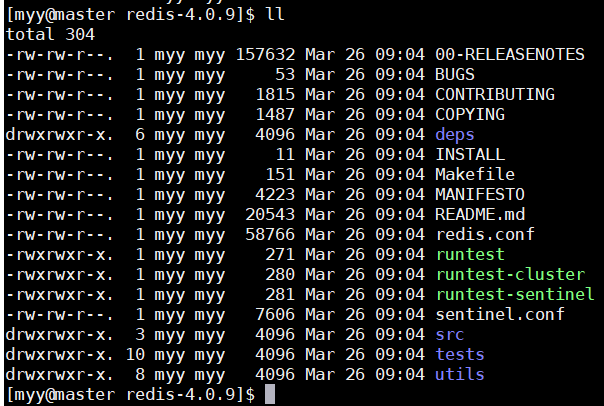 [myy@master redis-4.0.9]$ ll
total 304
-rw-rw-r--.  1 myy myy 157632 Mar 26 09:04 00-RELEASENOTES
-rw-rw-r--.  1 myy myy     53 Mar 26 09:04 BUGS
-rw-rw-r--.  1 myy myy   1815 Mar 26 09:04 CONTRIBUTING
-rw-rw-r--.  1 myy myy   1487 Mar 26 09:04 COPYING
drwxrwxr-x.  6 myy myy   4096 Mar 26 09:04 deps
-rw-rw-r--.  1 myy myy     11 Mar 26 09:04 INSTALL
-rw-rw-r--.  1 myy myy    151 Mar 26 09:04 Makefile
-rw-rw-r--.  1 myy myy   4223 Mar 26 09:04 MANIFESTO
-rw-rw-r--.  1 myy myy  20543 Mar 26 09:04 README.md
-rw-rw-r--.  1 myy myy  58766 Mar 26 09:04 redis.conf
-rwxrwxr-x.  1 myy myy    271 Mar 26 09:04 runtest
-rwxrwxr-x.  1 myy myy    280 Mar 26 09:04 runtest-cluster
-rwxrwxr-x.  1 myy myy    281 Mar 26 09:04 runtest-sentinel
-rw-rw-r--.  1 myy myy   7606 Mar 26 09:04 sentinel.conf
drwxrwxr-x.  3 myy myy   4096 Mar 26 09:04 src
drwxrwxr-x. 10 myy myy   4096 Mar 26 09:04 tests
drwxrwxr-x.  8 myy myy   4096 Mar 26 09:04 utils
[myy@master redis-4.0.9]$